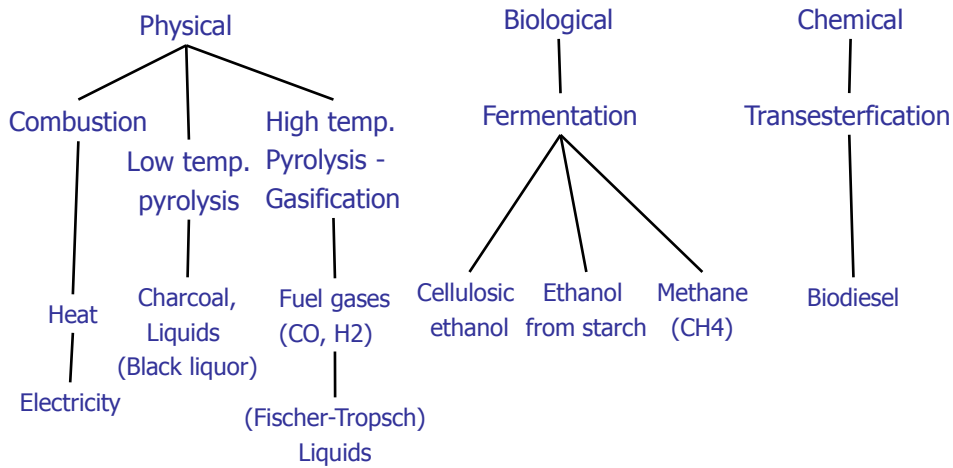 Physical
Biological
Chemical
Combustion
Low temp.
pyrolysis
High temp.
Pyrolysis -
Gasification
Fermentation
Transesterfication
Heat
Charcoal,
Liquids
(Black liquor)
Fuel gases
(CO, H2)
Cellulosic
ethanol
Ethanol
from starch
Methane
(CH4)
Biodiesel
Electricity
(Fischer-Tropsch)
Liquids